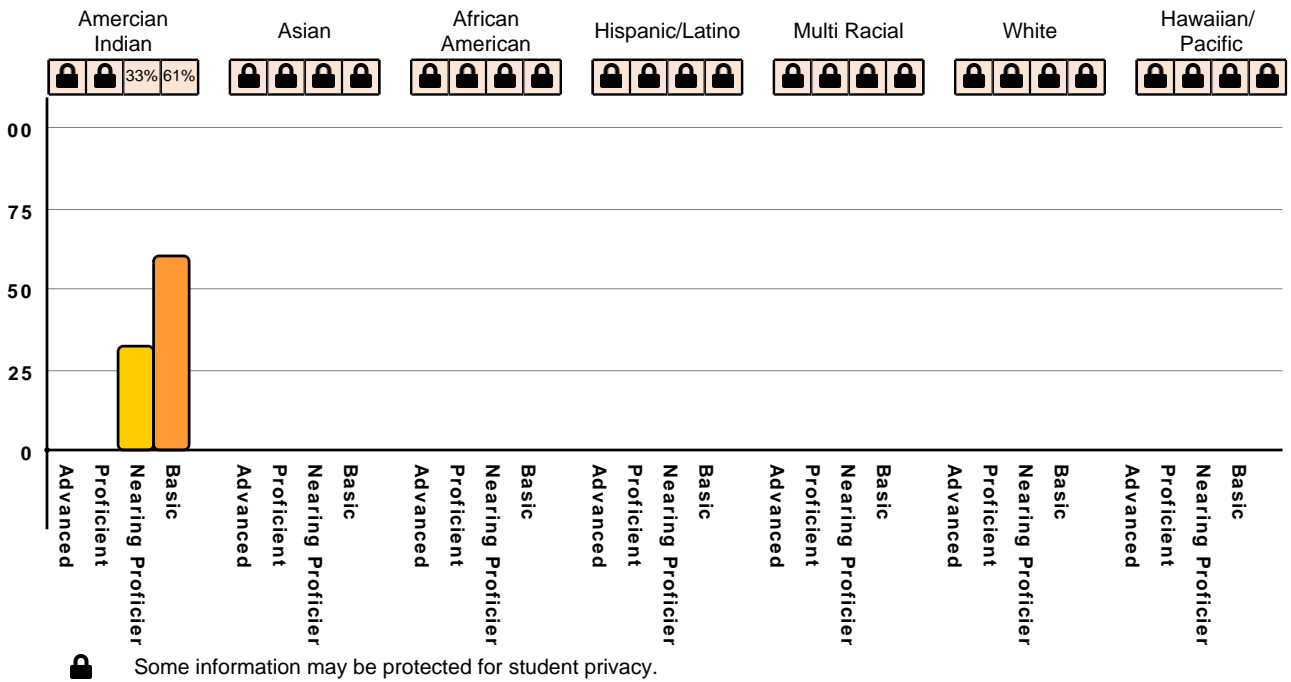 Amercian
Indian
Asian
African
American
Hispanic/Latino
Multi Racial
White
Hawaiian/
Pacific
33% 61%
00
75
50
25
0
Advanced
Proficient
Nearing Proficier
Basic
Advanced
Proficient
Nearing Proficier
Basic
Advanced
Proficient
Nearing Proficier
Basic
Advanced
Proficient
Nearing Proficier
Basic
Advanced
Proficient
Nearing Proficier
Basic
Advanced
Proficient
Nearing Proficier
Basic
Advanced
Proficient
Nearing Proficier
Basic
Some information may be protected for student privacy.